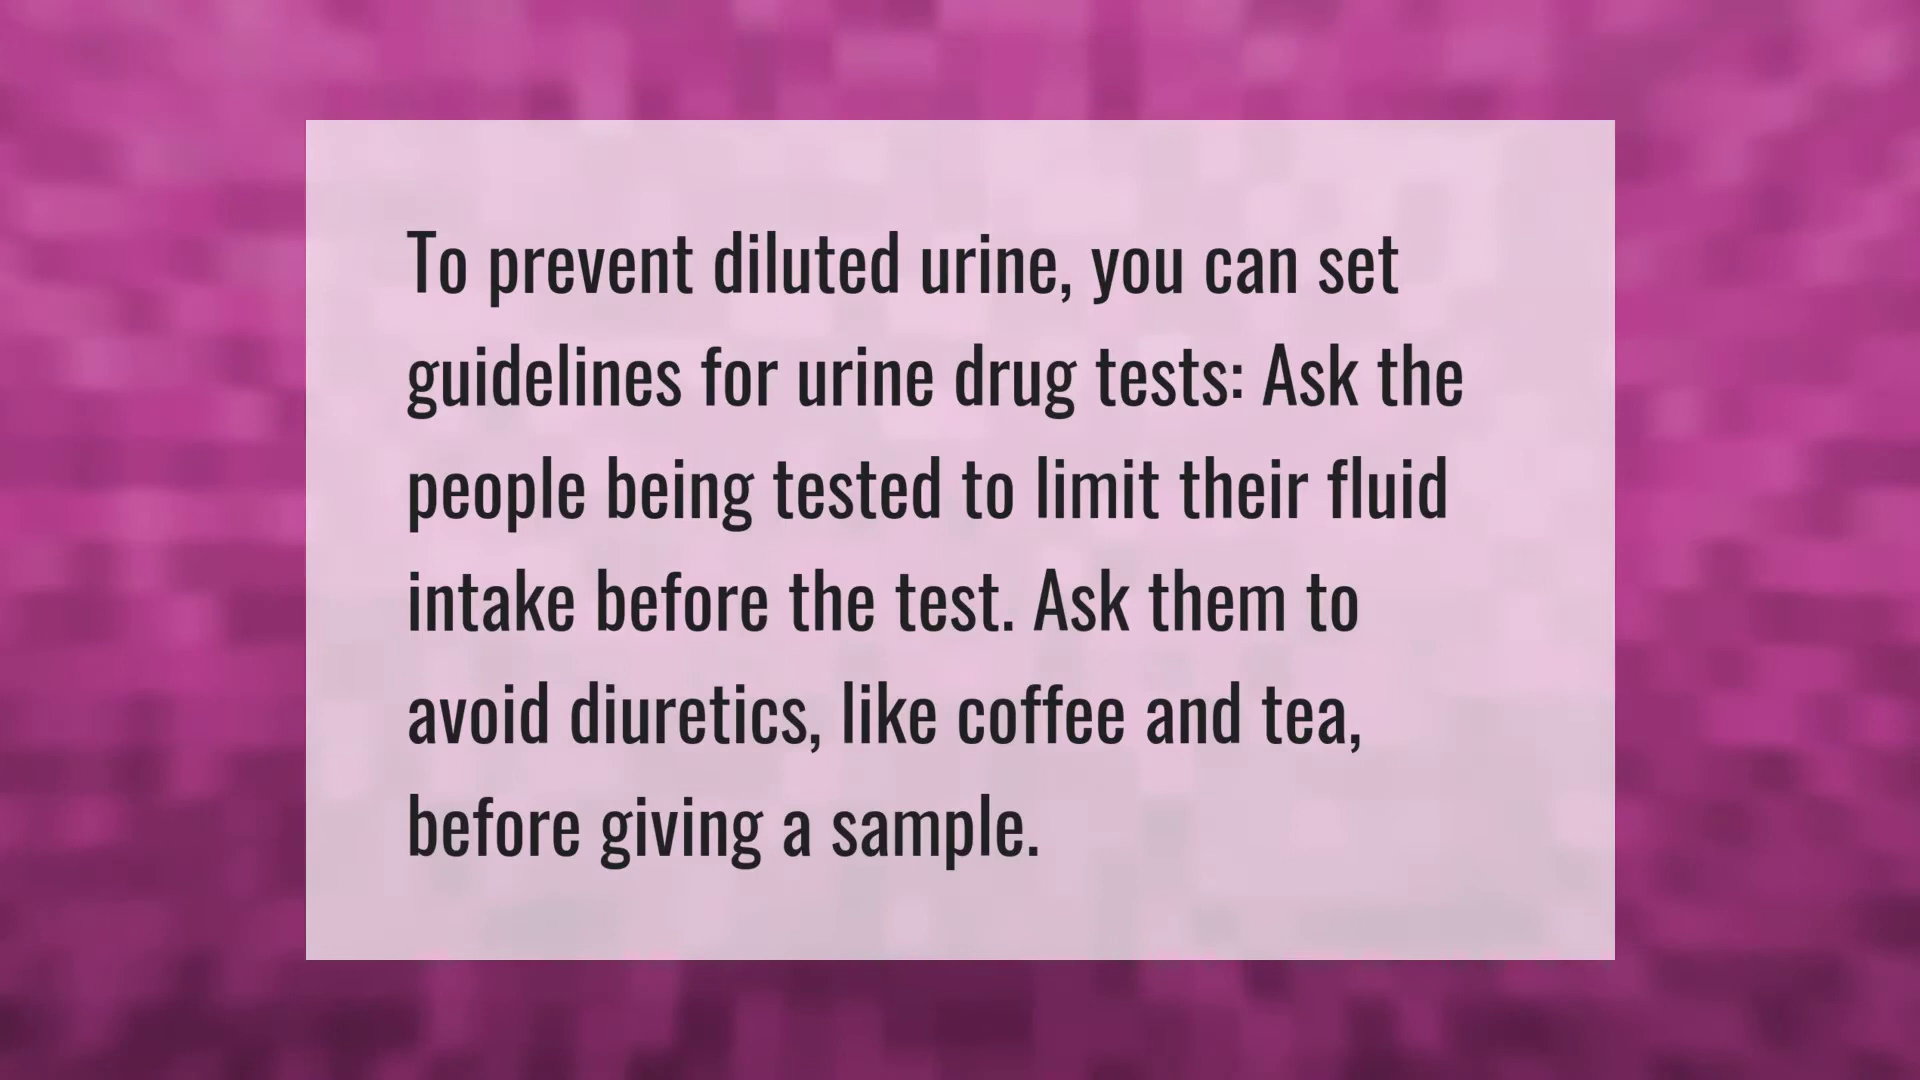 To prevent diluted urine, you can set
guidelines for urine drug tests: Ask the
people being tested to limit their fluid
intake before the test. Ask them to
avoid diuretics, like coffee and tea,
before giving a sample.